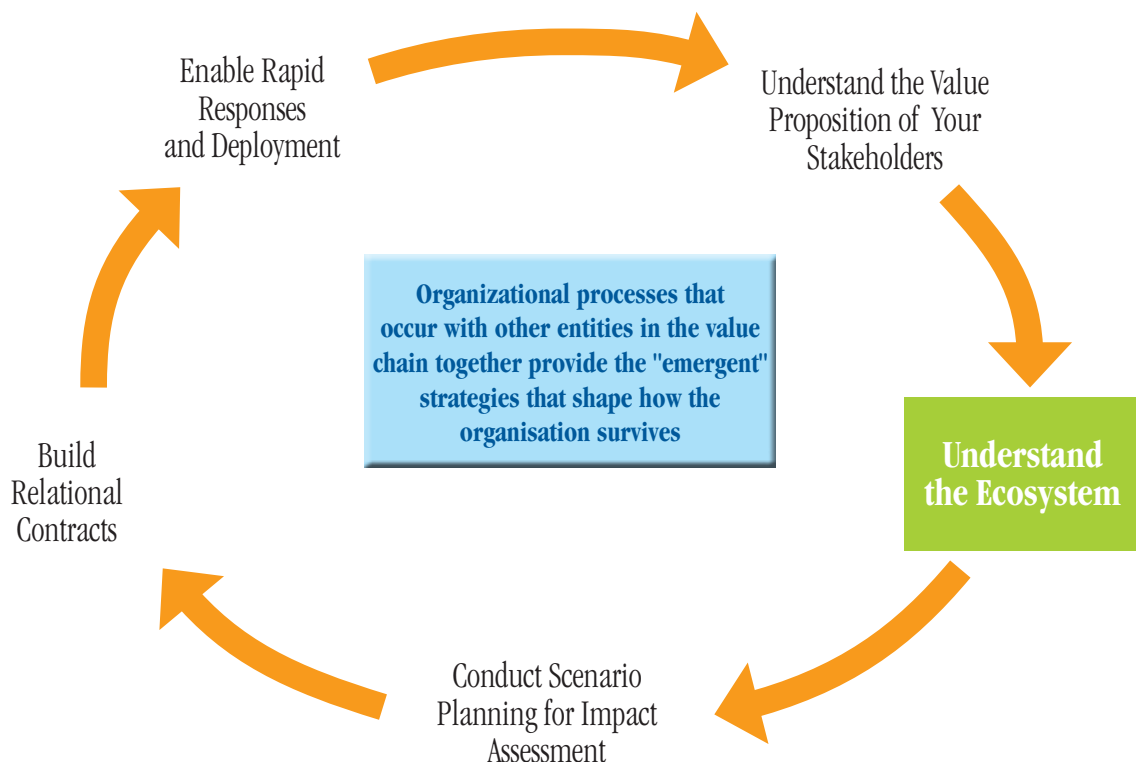 Enable Rapid
Responses
and Deployment
Understand the Value
Proposition of Your
Stakeholders
Organizational processes that
occur with other entities in the value
chain together provide the "emergent"
strategies that shape how the
organisation survives
Understand
the Ecosystem
Build
Relational
Contracts
Conduct Scenario
Planning for Impact
Assessment